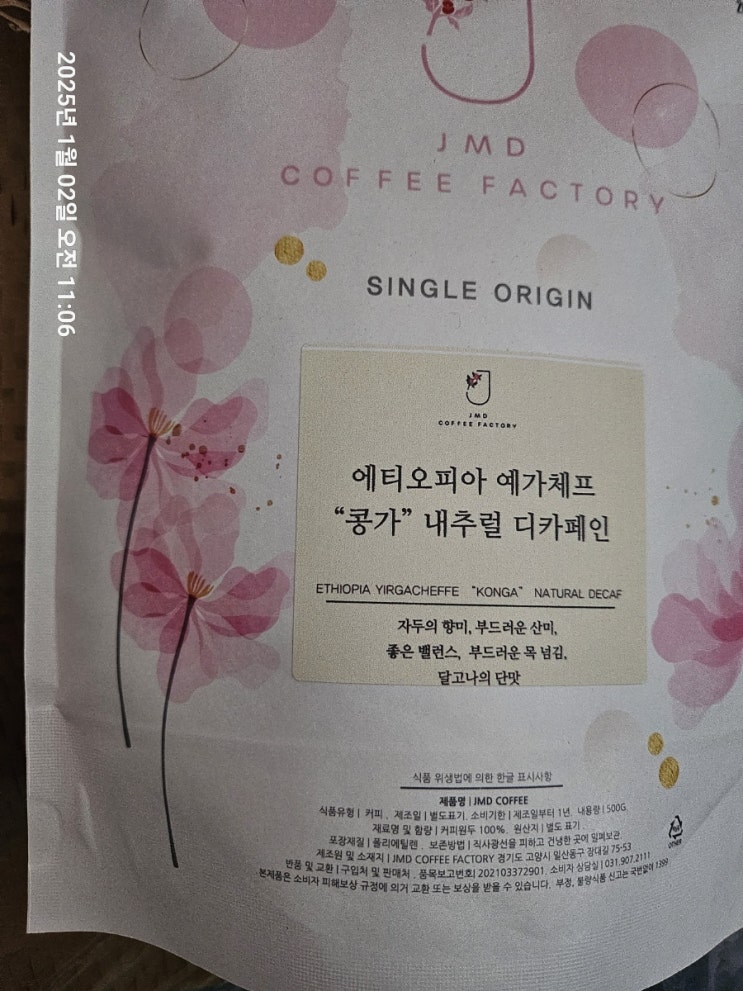 2025년 1월 02일 오전 11:06
JMD
COFFEE FACTORY
SINGLE ORIGIN
JMD
COFFEE FACTORY
에티오피아 예가체프
“콩가” 내추럴 디카페인
ETHIOPIA YIRGACHEFFE “KONGA” NATURAL DECAF
자두의 향미, 부드러운 산미,
좋은 밸런스, 부드러운 목 넘김,
달고나의 단맛
식품 위생법에 의한 한글 표시사항
제품명 | JMD COFFEE
식품유형 | 커피. 제조일 | 별도표기. 소비기한 | 제조일부터 1년. 내용량 | 500G.
재료명 및 함량 | 커피원두 100%. 원산지 | 별도 표기.
포장재질 | 폴리에틸렌. 보존방법 | 직사광선을 피하고 건냉한 곳에 밀폐보관.
제조원 및 소재지 | JMD COFFEE FACTORY 경기도 고양시 일산동구 장대길 75-53
반품 및 교환 | 구입처 및 판매처. 품목보고번호 | 202103372901. 소비자 상담실 | 031.907.2111
본제품은 소비자 피해보상 규정에 의거 교환 또는 보상을 받을 수 있습니다. 부정, 불량식품 신고는 국번없이 1399
OTHER